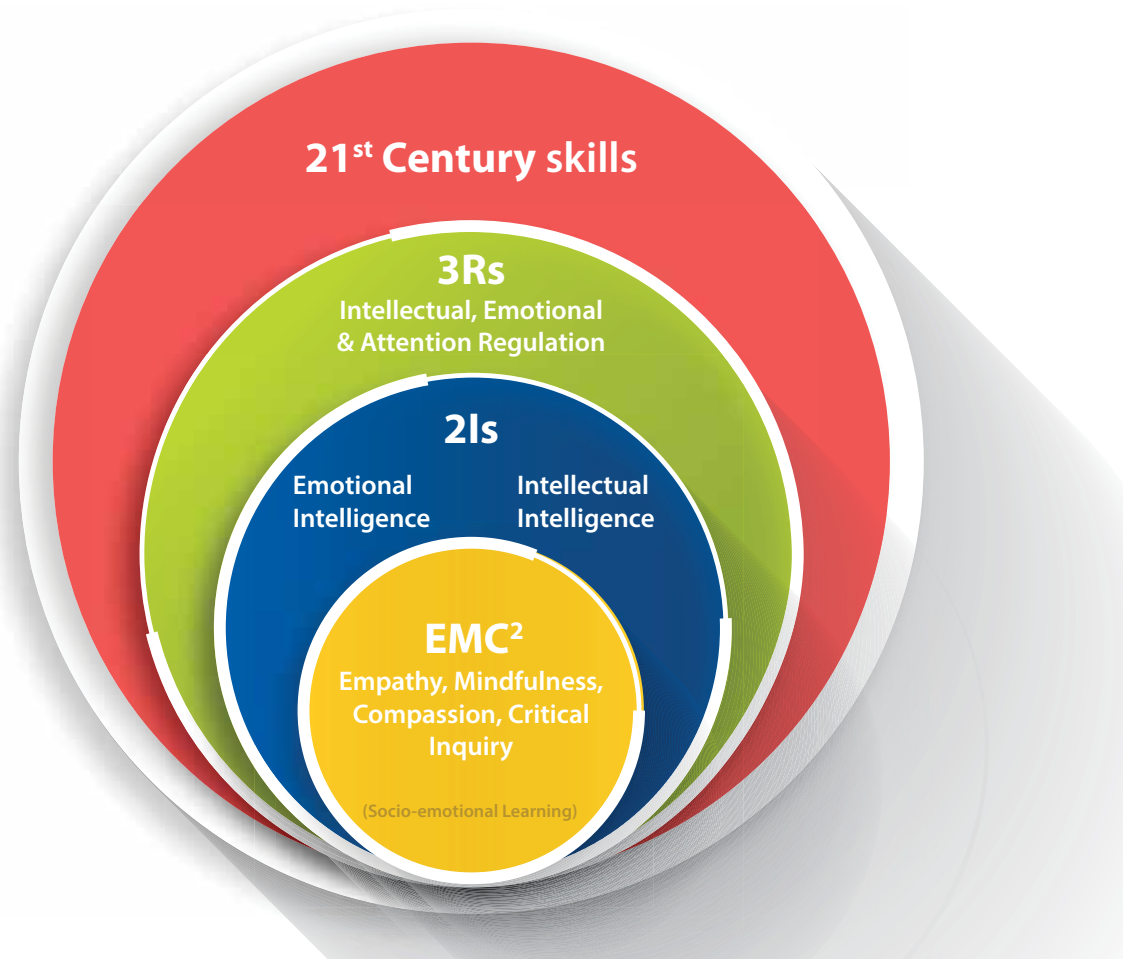 21st Century skills
3Rs
Intellectual, Emotional
& Attention Regulation
2Is
Emotional Intellectual
Intelligence Intelligence
EMC²
Empathy, Mindfulness,
Compassion, Critical
Inquiry
(Socio-emotional Learning)